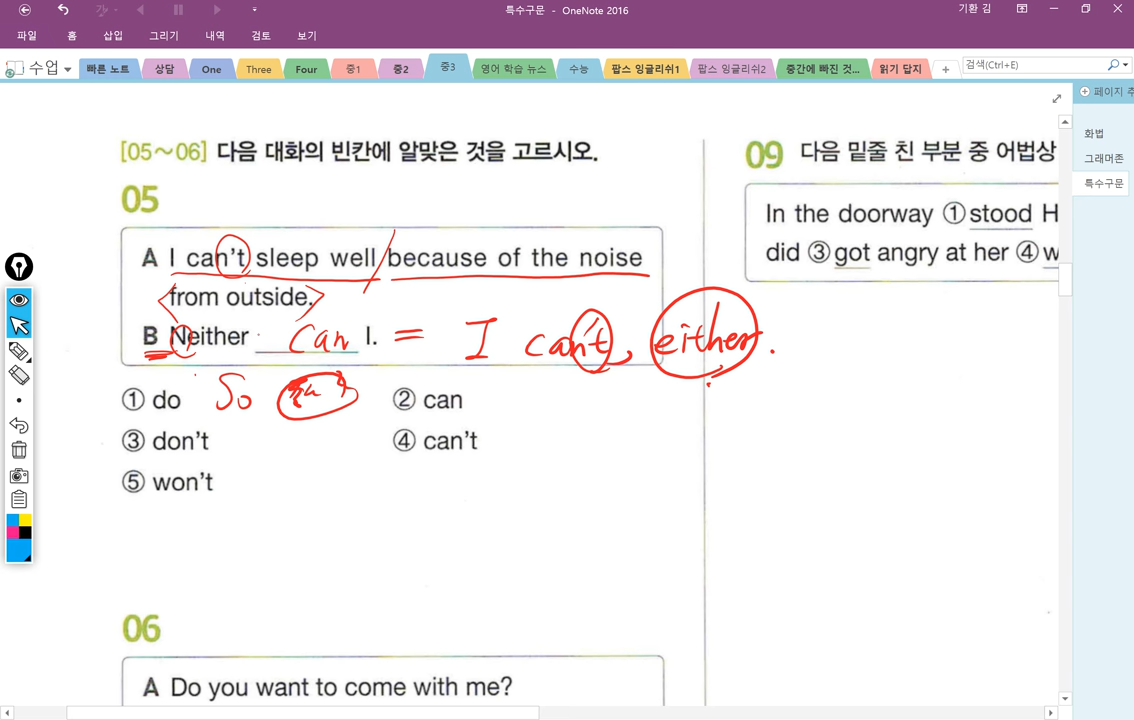 특수구문 - OneNote 2016
기환 김
파일 홈 삽입 그리기 내역 검토 보기
수업 빠른 노트 상담 One Three Four 중1 중2 중3 영어 학습 뉴스 수능 팝스 잉글리쉬1 팝스 잉글리쉬2 중간에 빠진 것... 읽기 답지 + 검색(Ctrl+E)
페이지 추
화법
그래머존
특수구문
[05~06] 다음 대화의 빈칸에 알맞은 것을 고르시오.
05
A I can't sleep well / because of the noise
from outside.
B Neither can I. = I can't, either.
① do So ② can
③ don't ④ can't
⑤ won't
06
A Do you want to come with me?
09 다음 밑줄 친 부분 중 어법상
In the doorway ① stood H
did ③ got angry at her ④ w